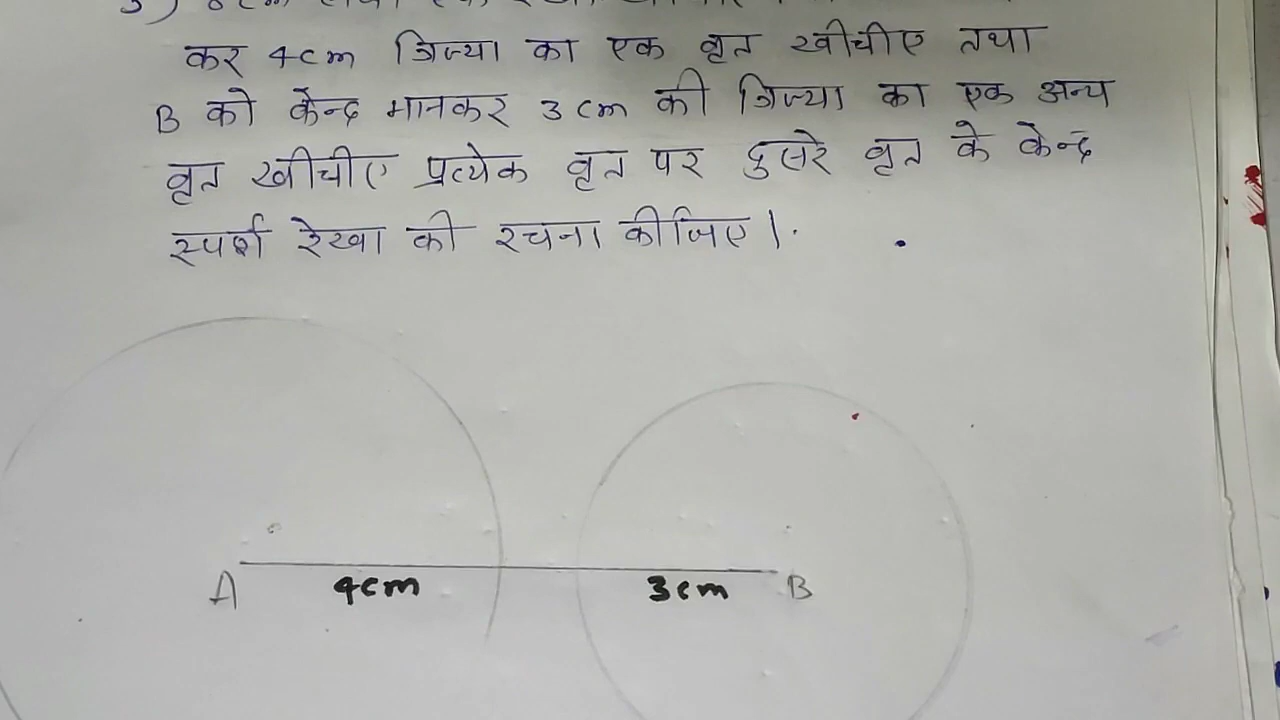 कर 4cm त्रिज्या का एक वृत खीचीए तथा
B को केन्द्र मानकर 3 cm की त्रिज्या का एक अन्य
वृत खीचीए प्रत्येक वृत पर दुसरे वृत के केन्द्र
स्पर्श रेखा की रचना कीजिए।
A 4cm 3cm B